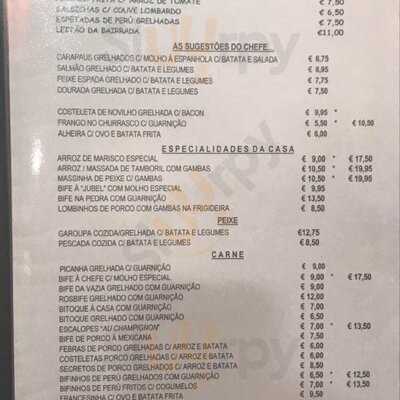 C/ ARROZ DE TOMATE € 7,50
SALSICHAS C/ COUVE LOMBARDO € 6,50
ESPETADAS DE PERÚ GRELHADAS € 7,50
LEITÃO DA BAIRRADA €11,00
AS SUGESTÕES DO CHEFE...
CARAPAUS GRELHADOS C/ MOLHO À ESPANHOLA C/BATATA E SALADA € 6,75
SALMÃO GRELHADO C/ BATATA E LEGUMES € 6,95
PEIXE ESPADA GRELHADO C/ BATATA E LEGUMES € 7,75
DOURADA GRELHADA C/ BATATA E LEGUMES € 7,50
COSTELETA DE NOVILHO GRELHADA C/ BACON € 9,95 *
FRANGO NO CHURRASCO C/ GUARNIÇÃO € 5,50 * € 10,50
ALHEIRA C/ OVO E BATATA FRITA € 6,00
ESPECIALIDADES DA CASA
ARROZ DE MARISCO ESPECIAL € 9,00 * € 17,50
ARROZ / MASSADA DE TAMBORIL COM GAMBAS € 10,50 * € 19,95
MASSINHA DE PEIXE C/ GAMBAS € 10,50 * € 19,95
BIFE À "JUBEL" COM MOLHO ESPECIAL € 9,95
BIFE NA PEDRA COM GUARNIÇÃO € 13,50
LOMBINHOS DE PORCO COM GAMBAS NA FRIGIDEIRA € 8,50
PEIXE
GAROUPA COZIDA/GRELHADA C/ BATATA E LEGUMES €12,75
PESCADA COZIDA C/ BATATA E LEGUMES € 8,50
CARNE
PICANHA GRELHADA C/ GUARNIÇÃO € 9,00
BIFE À CHEFE C/ MOLHO ESPECIAL € 9,00 * € 17,50
BIFE DA VAZIA GRELHADO COM GUARNIÇÃO € 9,00
ROSBIFE GRELHADO COM GUARNIÇÃO € 12,00
BITOQUE À CASA COM GUARNIÇÃO € 7,00
BITOQUE GRELHADO COM GUARNIÇÃO € 6,50
ESCALOPES "AU CHAMPIGNON" € 7,00 * € 13,50
BIFE DE PORCO À MEXICANA € 7,50
FEBRAS DE PORCO GRELHADAS C/ ARROZ E BATATA € 6,00
COSTELETAS PORCO GRELHADAS C/ ARROZ E BATATA € 6,00
SECRETOS DE PORCO GRELHADOS C/ ARROZ E BATATA € 8,50
BIFINHOS DE PERÚ GRELHADOS COM GUARNIÇÃO € 6,50 * € 12,50
BIFINHOS DE PERÚ FRITOS C/ COGUMELOS € 7,00 * € 13,50
FRANCESINHA C/ OVO E BATATA FRITA € 9,50